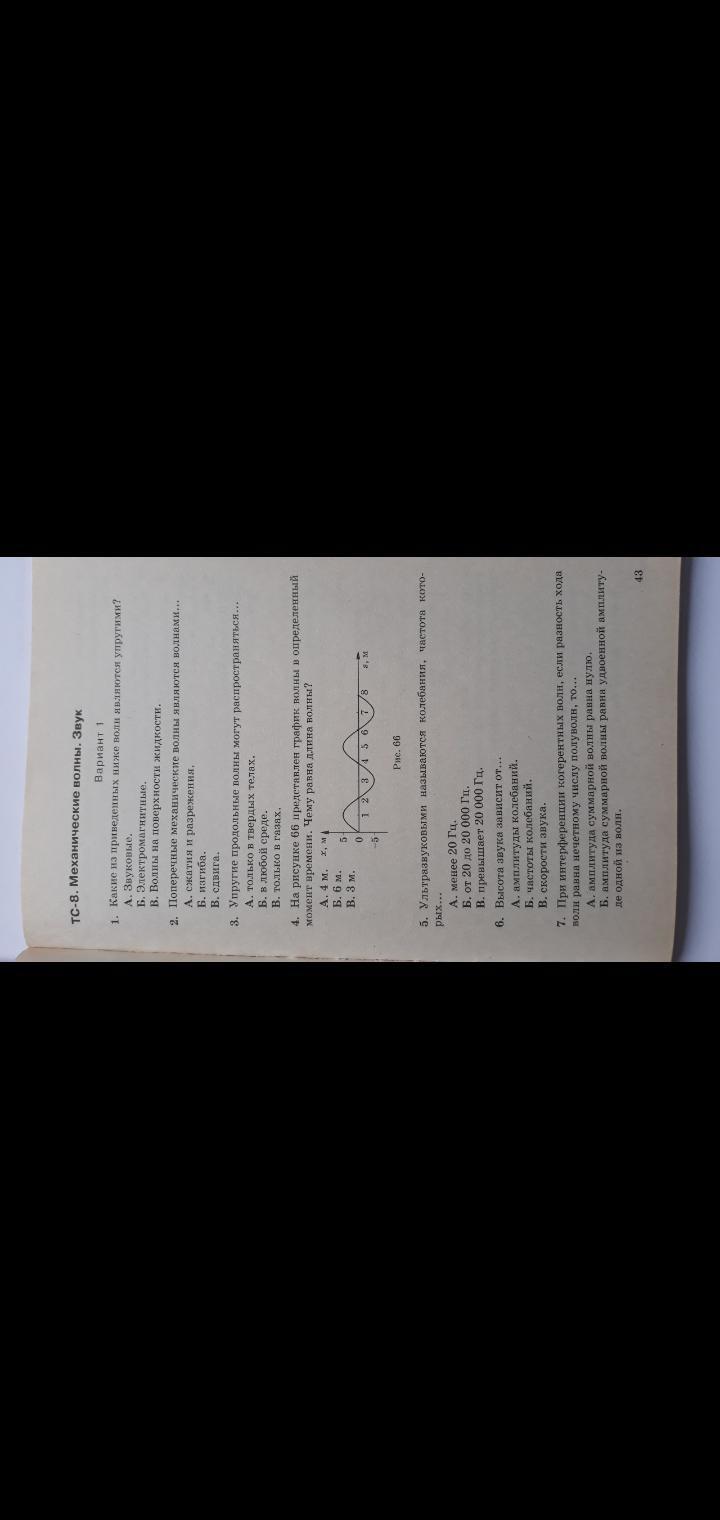 ТС-8. Механические волны. Звук
Вариант 1
1. Какие из приведенных ниже волн являются упругими?
А. Звуковые.
Б. Электромагнитные.
В. Волны на поверхности жидкости.
2. Поперечные механические волны являются волнами...
А. сжатия и разрежения.
Б. изгиба.
В. сдвига.
3. Упругие продольные волны могут распространяться...
А. только в твердых телах.
Б. в любой среде.
В. только в газах.
4. На рисунке 66 представлен график волны в определенный
момент времени. Чему равна длина волны?
А. 4 м.
Б. 6 м.
В. 3 м.
x, м
5
0
-5
1 2 3 4 5 6 7 8
s, м
Рис. 66
5. Ультразвуковыми называются колебания, частота кото-
рых...
А. менее 20 Гц.
Б. от 20 до 20 000 Гц.
В. превышает 20 000 Гц.
6. Высота звука зависит от...
А. амплитуды колебаний.
Б. частоты колебаний.
В. скорости звука.
7. При интерференции когерентных волн, если разность хода
волн равна нечетному числу полуволн, то...
А. амплитуда суммарной волны равна нулю.
Б. амплитуда суммарной волны равна удвоенной амплиту-
де одной из волн.
43